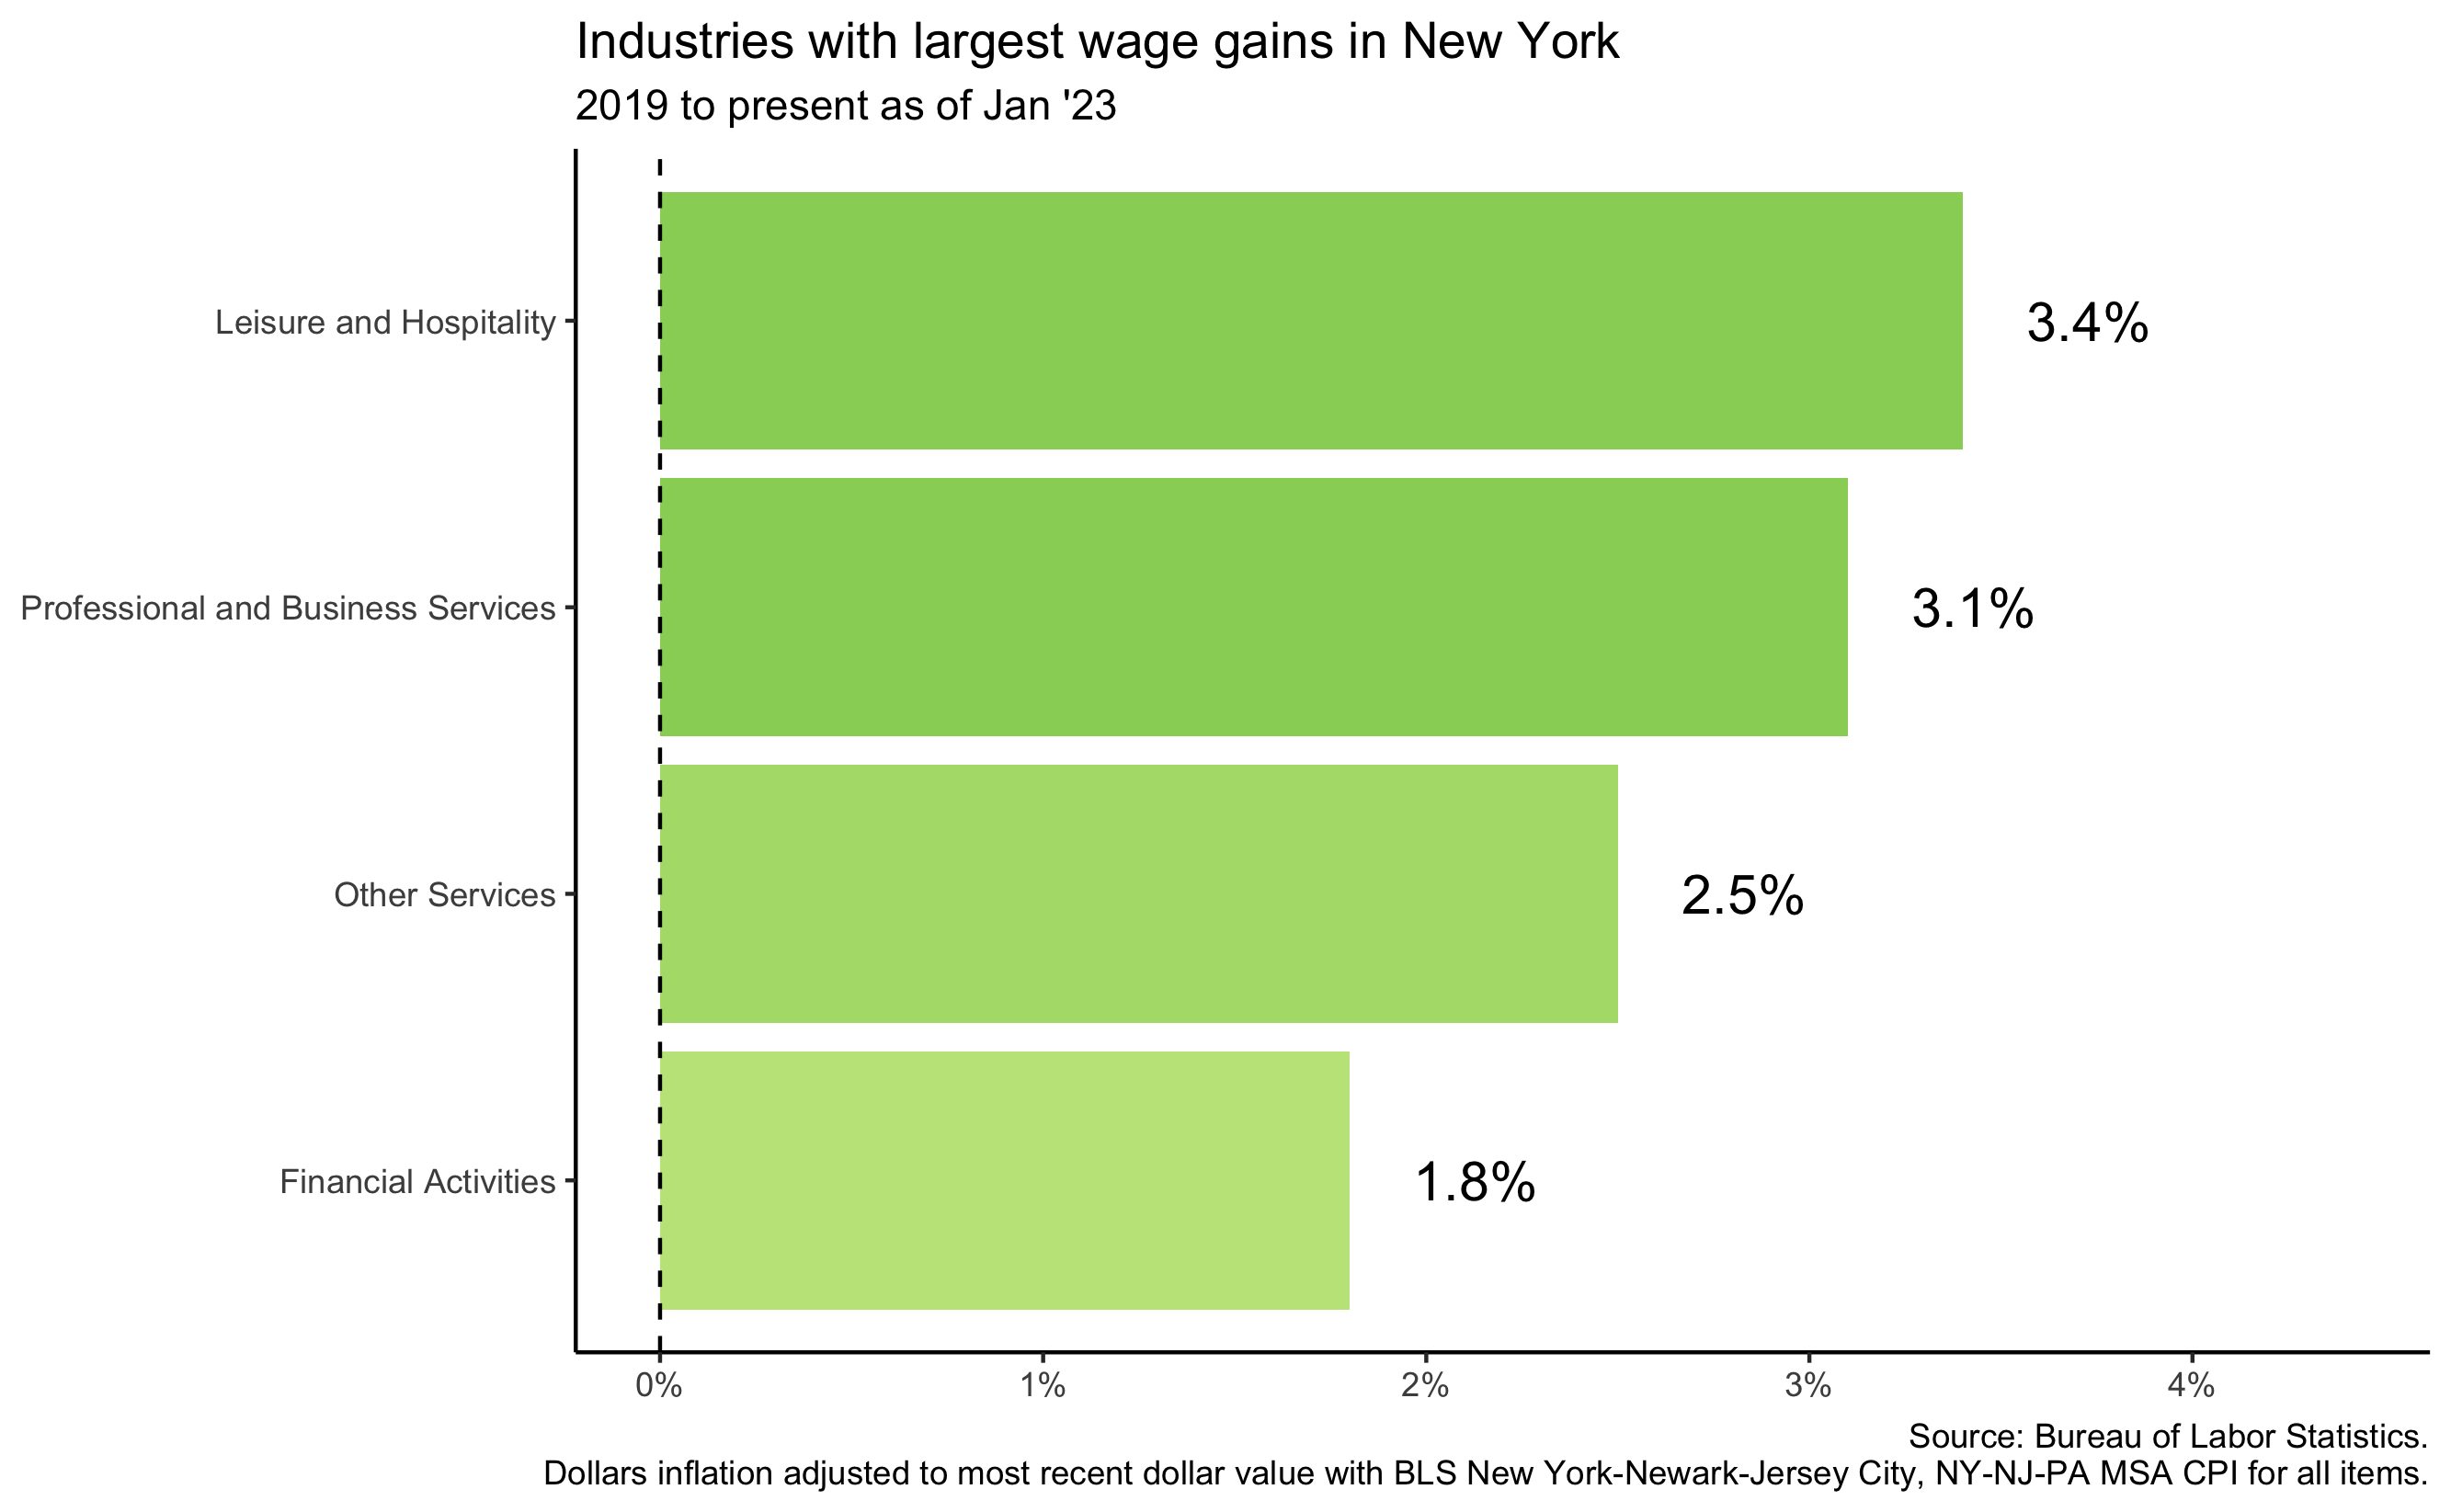 Industries with largest wage gains in New York
2019 to present as of Jan '23
Leisure and Hospitality
3.4%
Professional and Business Services
3.1%
Other Services
2.5%
Financial Activities
1.8%
0%
1%
2%
3%
4%
Source: Bureau of Labor Statistics.
Dollars inflation adjusted to most recent dollar value with BLS New York-Newark-Jersey City, NY-NJ-PA MSA CPI for all items.